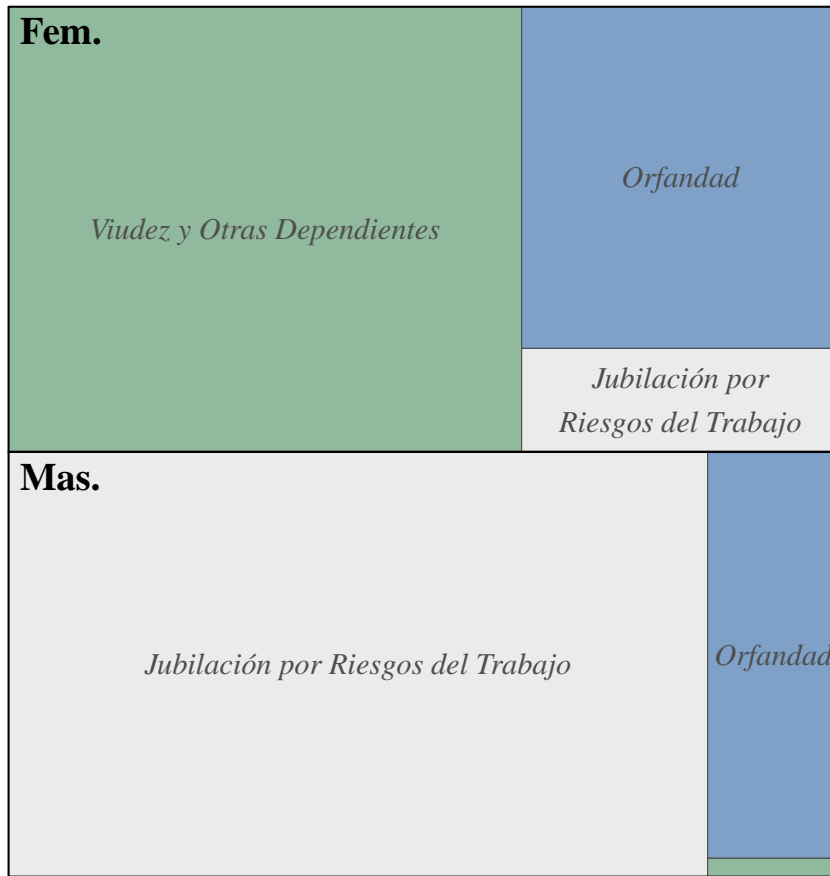 Fem.
Viudez y Otras Dependientes
Orfandad
Jubilación por
Riesgos del Trabajo
Mas.
Jubilación por Riesgos del Trabajo
Orfandad